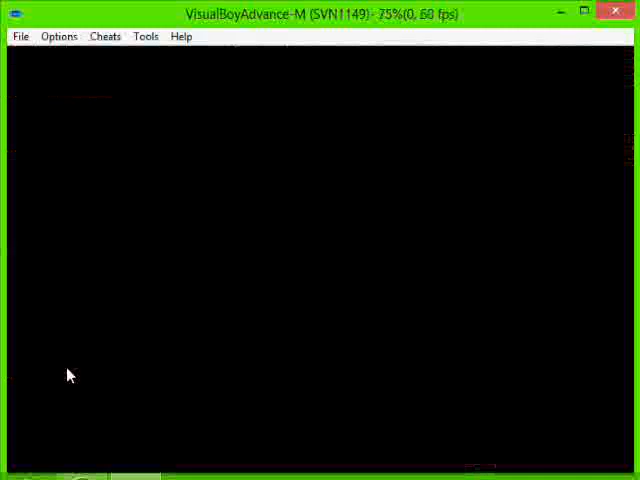 VisualBoyAdvance-M (SVN1149)- 75%(0, 60 fps)
File Options Cheats Tools Help